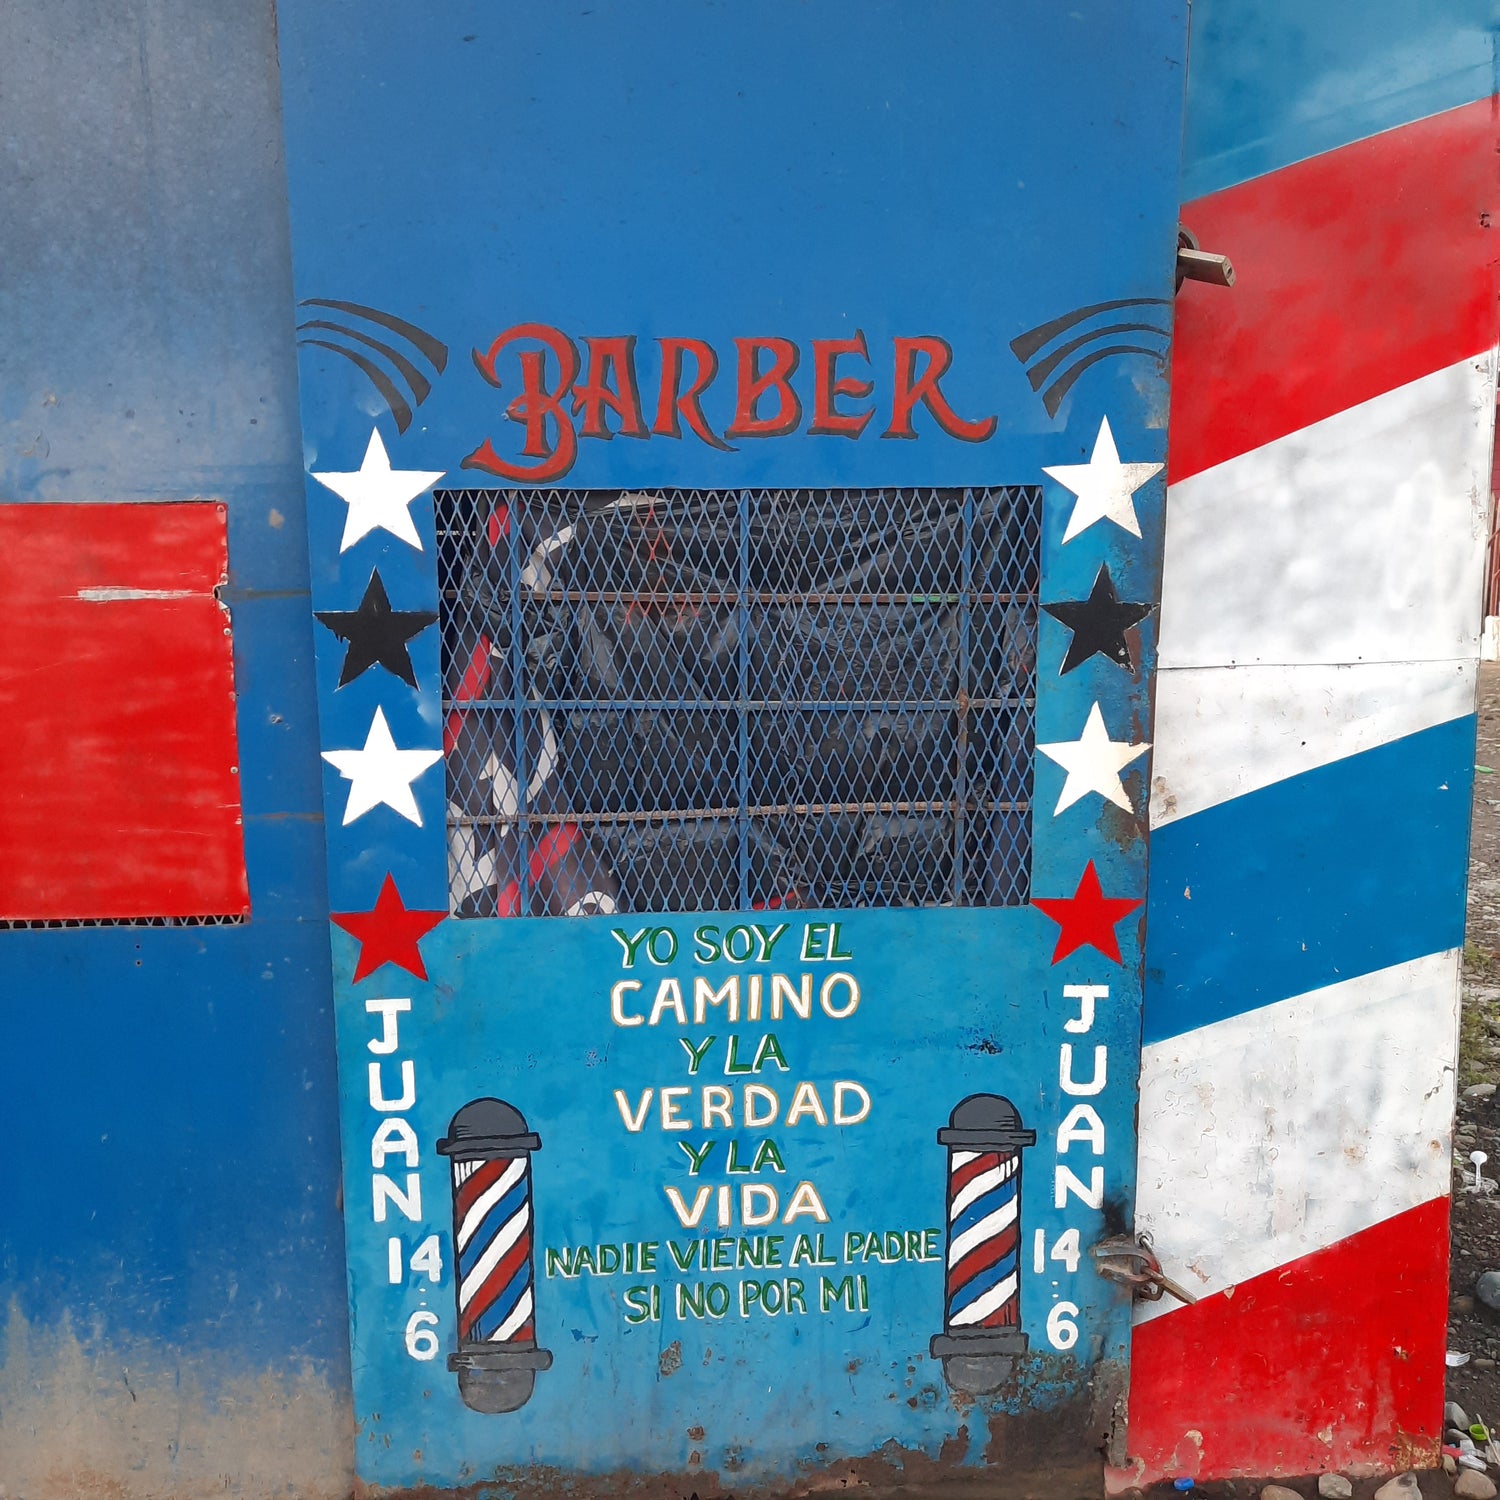 BARBER
YO SOY EL
CAMINO
Y LA
VERDAD
Y LA
VIDA
NADIE VIENE AL PADRE
SI NO POR MI
JUAN
14
:
6
JUAN
14
:
6